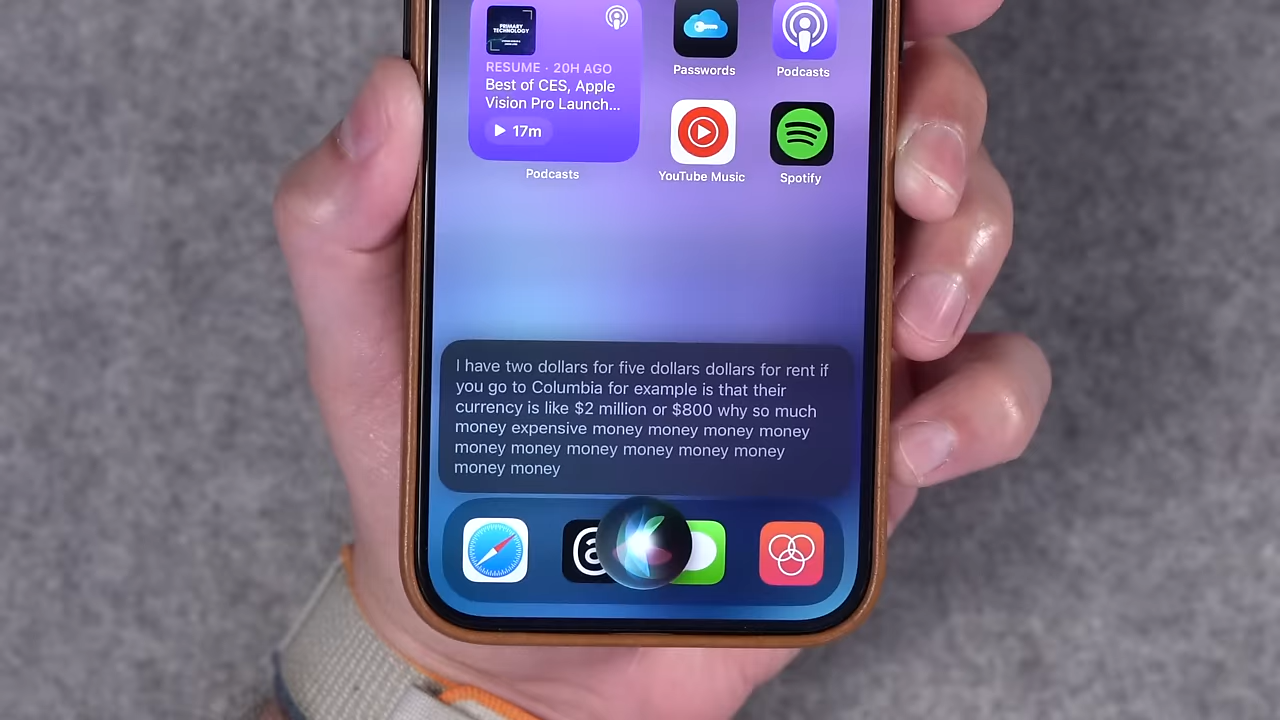 PRIMARY
TECHNOLOGY
RESUME · 20H AGO
Best of CES, Apple
Vision Pro Launch...
17m
Podcasts
Passwords
Podcasts
YouTube Music
Spotify
I have two dollars for five dollars dollars for rent if
you go to Columbia for example is that their
currency is like $2 million or $800 why so much
money expensive money money money money
money money money money money money
money money